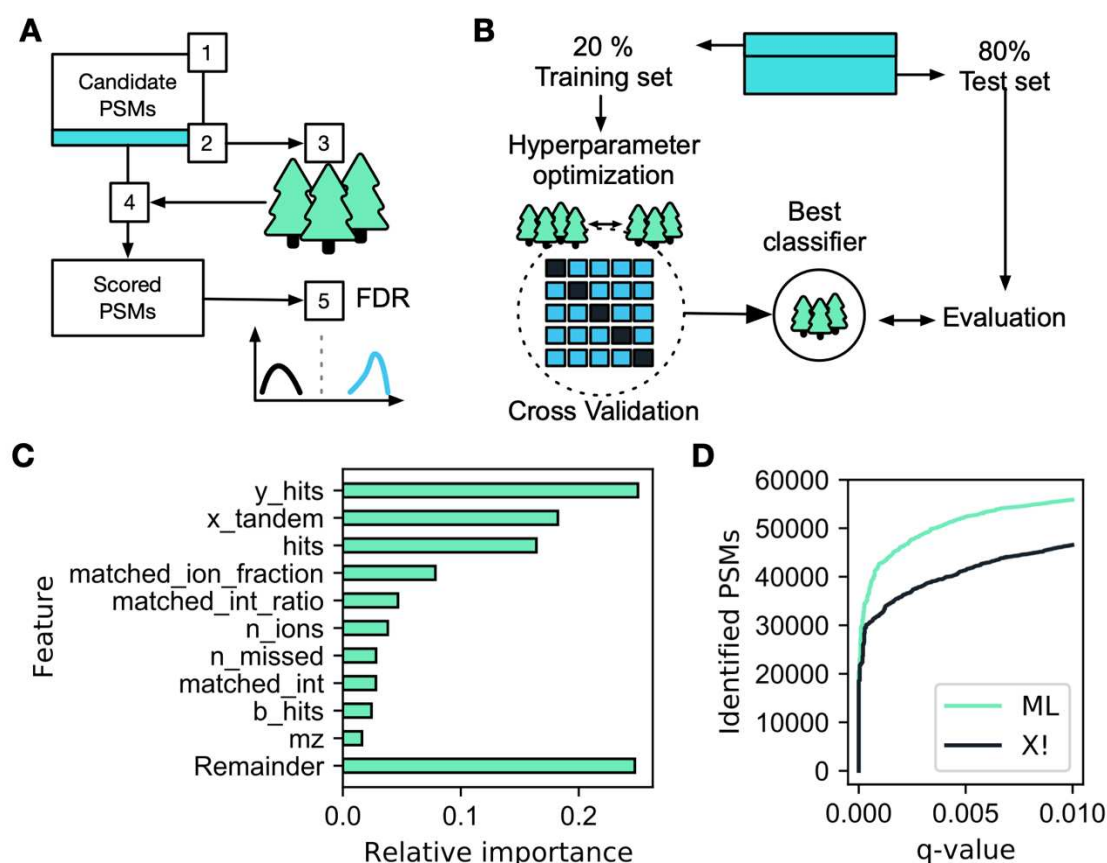 A
1
Candidate
PSMs
2
3
4
Scored
PSMs
5
FDR
B
20 %
Training set
80%
Test set
Hyperparameter
optimization
Best
classifier
Evaluation
Cross Validation
C
Feature
y_hits
x_tandem
hits
matched_ion_fraction
matched_int_ratio
n_ions
n_missed
matched_int
b_hits
mz
Remainder
0.0
0.1
0.2
Relative importance
D
Identified PSMs
60000
50000
40000
30000
20000
10000
0
ML
X!
0.000
0.005
0.010
q-value